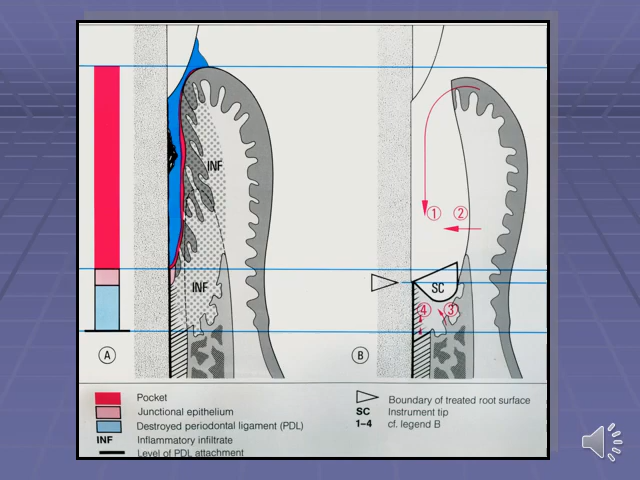 INF
INF
A
1 2
SC
4 3
B
Pocket
Junctional epithelium
Destroyed periodontal ligament (PDL)
INF Inflammatory infiltrate
Level of PDL attachment
Boundary of treated root surface
SC Instrument tip
1–4 cf. legend B